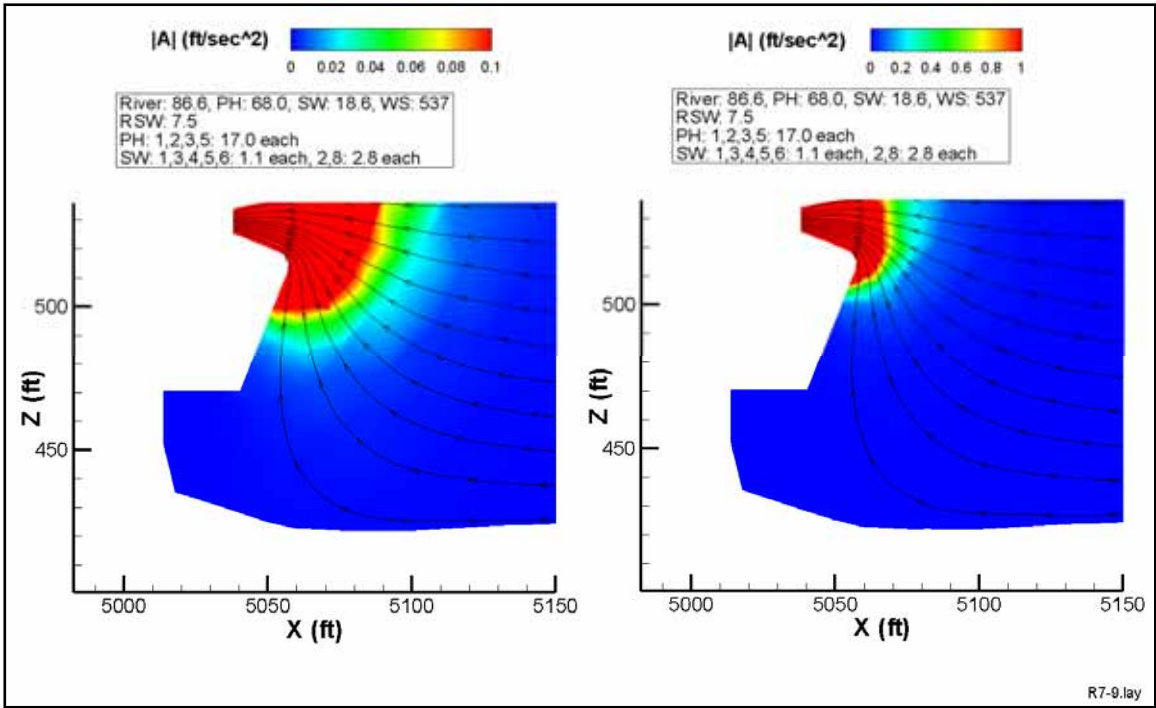 |A| (ft/sec^2)
0 0.02 0.04 0.06 0.08 0.1
River: 86.6, PH: 68.0, SW: 18.6, WS: 537
RSW: 7.5
PH: 1,2,3,5: 17.0 each
SW: 1,3,4,5,6: 1.1 each, 2,8: 2.8 each
500
450
Z (ft)
5000 5050 5100 5150
X (ft)
|A| (ft/sec^2)
0 0.2 0.4 0.6 0.8 1
River: 86.6, PH: 68.0, SW: 18.6, WS: 537
RSW: 7.5
PH: 1,2,3,5: 17.0 each
SW: 1,3,4,5,6: 1.1 each, 2,8: 2.8 each
500
450
Z (ft)
5000 5050 5100 5150
X (ft)
R7-9.lay